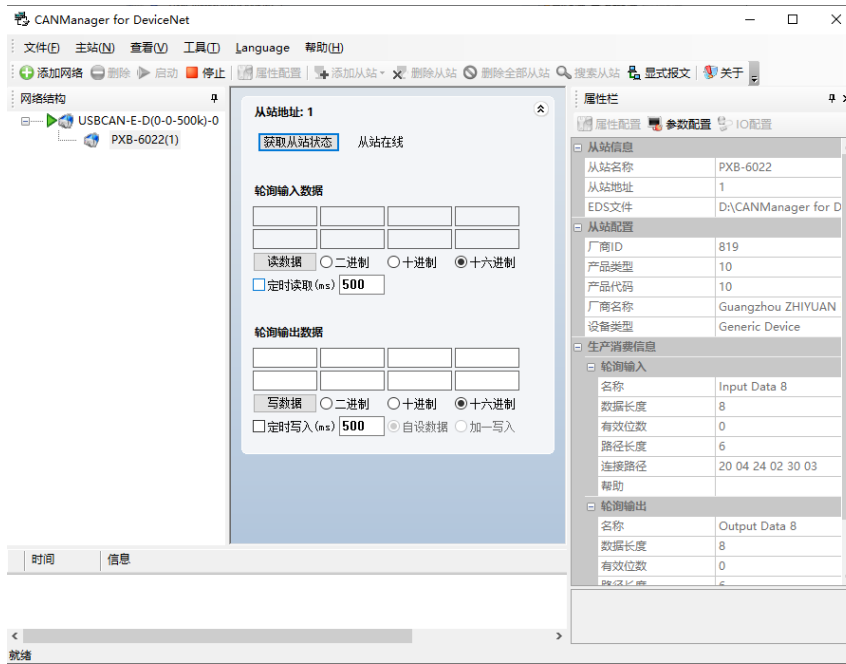 CANManager for DeviceNet
文件(F) 主站(N) 查看(V) 工具(T) Language 帮助(H)
添加网络 删除 启动 停止 属性配置 添加从站 删除从站 删除全部从站 搜索从站 显式报文 关于
网络结构
USBCAN-E-D(0-0-500k)-0
PXB-6022(1)
从站地址: 1
获取从站状态 从站在线
轮询输入数据
读数据 二进制 十进制 十六进制
定时读取(ms) 500
轮询输出数据
写数据 二进制 十进制 十六进制
定时写入(ms) 500 自设数据 加一写入
属性栏
属性配置 参数配置 IO配置
从站信息
从站名称 PXB-6022
从站地址 1
EDS文件 D:\CANManager for D
从站配置
厂商ID 819
产品类型 10
产品代码 10
厂商名称 Guangzhou ZHIYUAN
设备类型 Generic Device
生产消费信息
轮询输入
名称 Input Data 8
数据长度 8
有效位数 0
路径长度 6
连接路径 20 04 24 02 30 03
帮助
轮询输出
名称 Output Data 8
数据长度 8
有效位数 0
路径长度 6
时间 信息
就绪